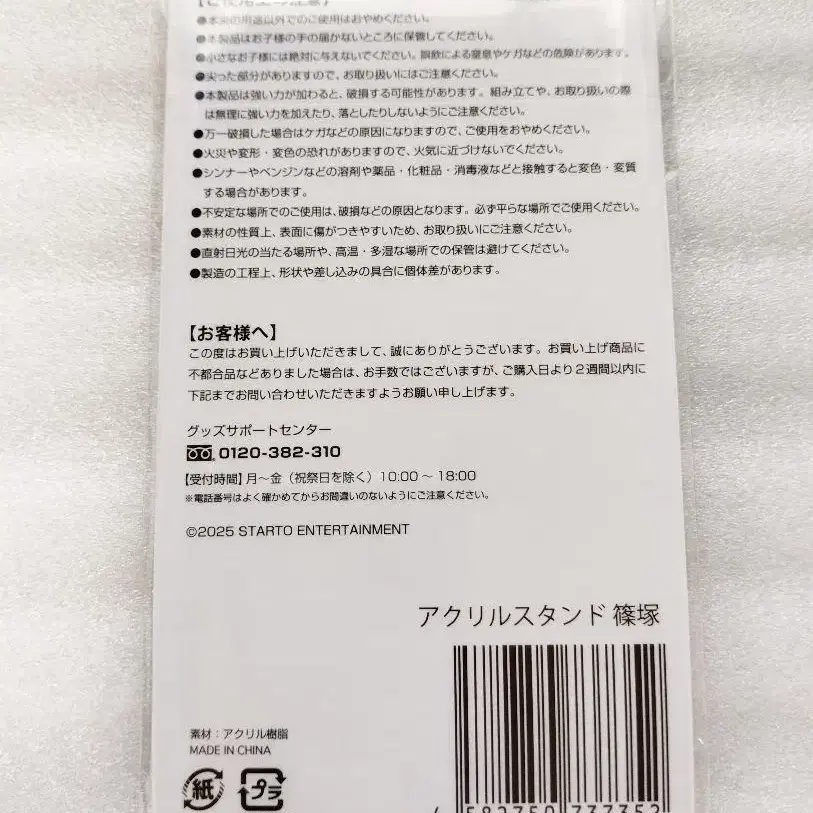 【ご使用上の注意】
●本来の用途以外でのご使用はおやめください。
●本製品はお子様の手の届かないところに保管してください。
●小さなお子様には絶対に与えないでください。誤飲による窒息やケガなどの危険があります。
●尖った部分がありますので、お取り扱いにはご注意ください。
●本製品は強い力が加わると、破損する可能性があります。組み立てや、お取り扱いの際
は無理に強い力を加えたり、落としたりしないようにご注意ください。
●万一破損した場合はケガなどの原因になりますので、ご使用をおやめください。
●火災や変形・変色の恐れがありますので、火気に近づけないでください。
●シンナーやベンジンなどの溶剤や薬品・化粧品・消毒液などと接触すると変色・変質
する場合があります。
●不安定な場所でのご使用は、破損などの原因となります。必ず平らな場所でご使用ください。
●素材の性質上、表面に傷がつきやすいため、お取り扱いにご注意ください。
●直射日光の当たる場所や、高温・多湿な場所での保管は避けてください。
●製造の工程上、形状や差し込みの具合に個体差があります。
【お客様へ】
この度はお買い上げいただきまして、誠にありがとうございます。お買い上げ商品に
不都合品などありました場合は、お手数ではございますが、ご購入日より2週間以内に
下記までお問い合わせいただきますようお願い申し上げます。
グッズサポートセンター
0120-382-310
【受付時間】月~金(祝祭日を除く)10:00~18:00
※電話番号はよく確かめてからお間違いのないようにご注意ください。
©2025 STARTO ENTERTAINMENT
アクリルスタンド 篠塚
素材:アクリル樹脂
MADE IN CHINA
紙
プラ
4 582750 737352